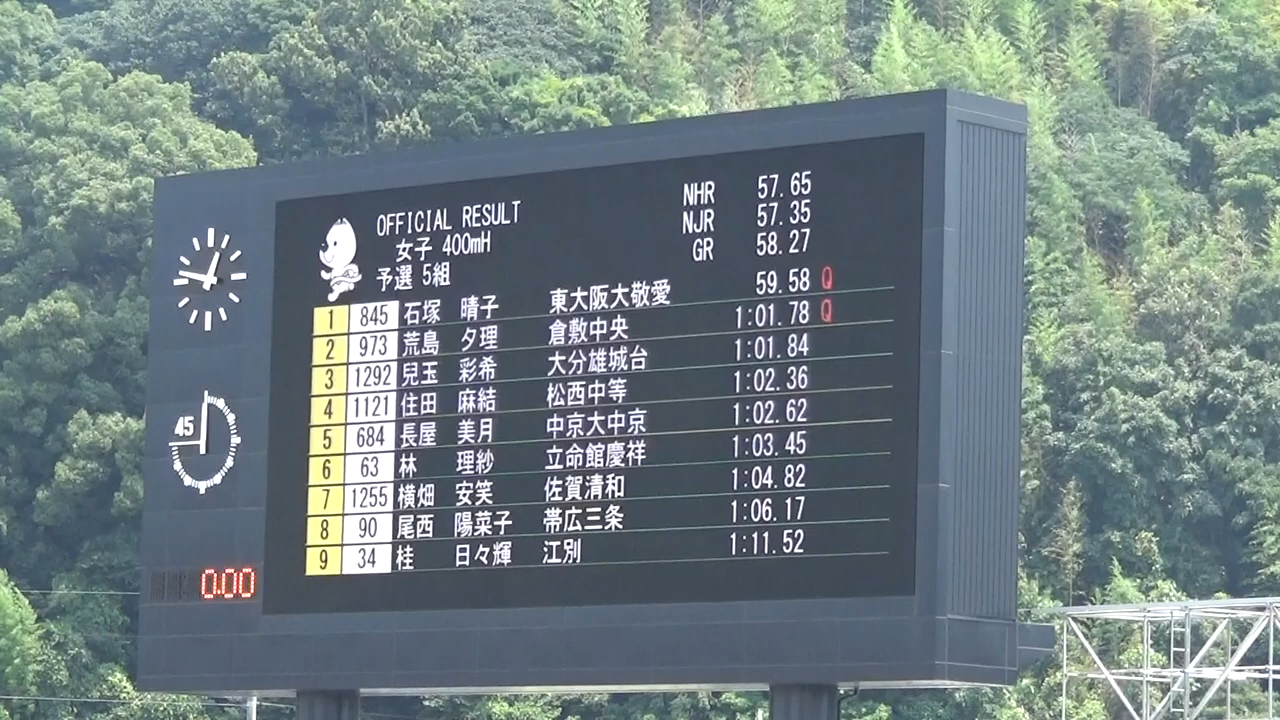 OFFICIAL RESULT
女子 400mH
予選 5組
NHR 57.65
NJR 57.35
GR 58.27
1 845 石塚 晴子 東大阪大敬愛 59.58 Q
2 973 荒島 夕理 倉敷中央 1:01.78 Q
3 1292 兒玉 彩希 大分雄城台 1:01.84
4 1121 住田 麻結 松西中等 1:02.36
5 684 長屋 美月 中京大中京 1:02.62
6 63 林 理紗 立命館慶祥 1:03.45
7 1255 横畑 安笑 佐賀清和 1:04.82
8 90 尾西 陽菜子 帯広三条 1:06.17
9 34 桂 日々輝 江別 1:11.52
45
0.00